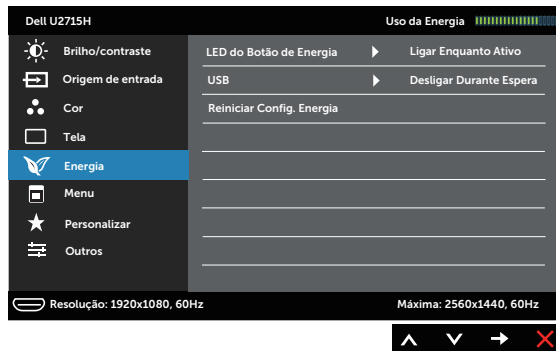 Dell U2715H Uso da Energia
Brilho/contraste LED do Botão de Energia Ligar Enquanto Ativo
Origem de entrada USB Desligar Durante Espera
Cor Reiniciar Config. Energia
Tela
Energia
Menu
Personalizar
Outros
Resolução: 1920x1080, 60Hz Máxima: 2560x1440, 60Hz